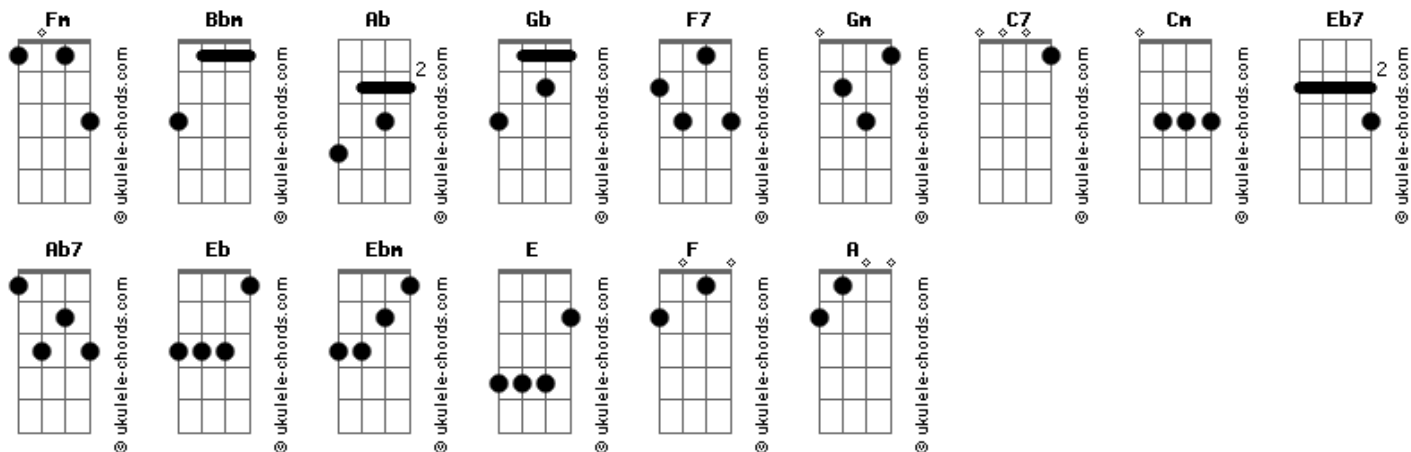 Fm Bbm Ab Gb F7 Gm C7 Cm Eb7
2 2
© ukulele-chords.com © ukulele-chords.com © ukulele-chords.com © ukulele-chords.com © ukulele-chords.com © ukulele-chords.com © ukulele-chords.com © ukulele-chords.com © ukulele-chords.com
Ab7 Eb Ebm E F A
© ukulele-chords.com © ukulele-chords.com © ukulele-chords.com © ukulele-chords.com © ukulele-chords.com © ukulele-chords.com